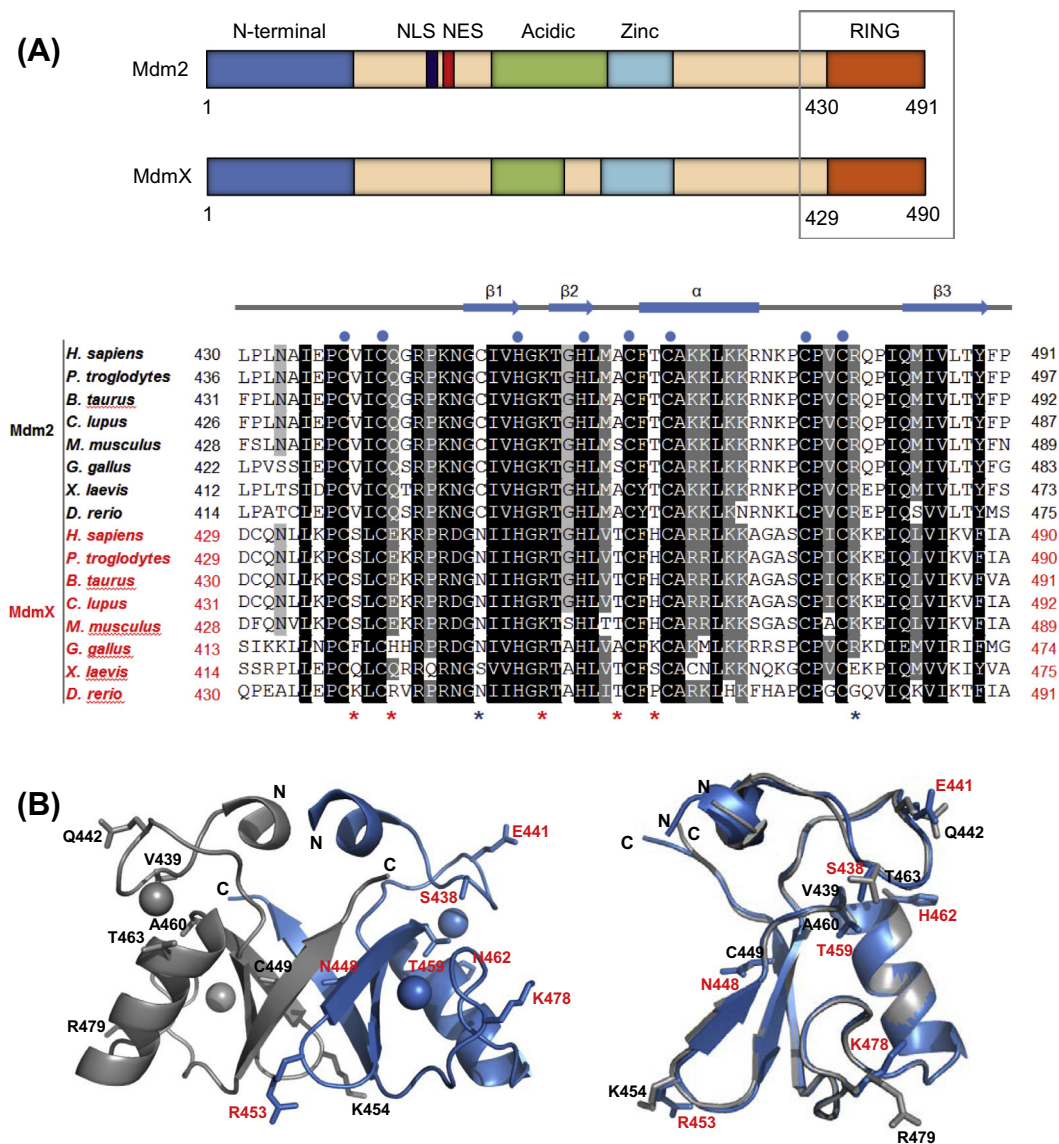 (A)
N-terminal NLS NES Acidic Zinc RING
Mdm2
1 430 491
MdmX
1 429 490
β1 β2 α β3
H. sapiens 430 LPLNAIEPCVICQGRPKNGCIVHGKTGHLMACFTCAKKLKKRNKPCPVCRQPIQMIVLTYFP 491
P. troglodytes 436 LPLNAIEPCVICQGRPKNGCIVHGKTGHLMACFTCAKKLKKRNKPCPVCRQPIQMIVLTYFP 497
B. taurus 431 FPLNAIEPCVICQGRPKNGCIVHGKTGHLMACFTCAKKLKKRNKPCPVCRQPIQMIVLTYFP 492
C. lupus 426 FPLNAIEPCVICQGRPKNGCIVHGKTGHLMACFTCAKKLKKRNKPCPVCRQPIQMIVLTYFP 487
Mdm2
M. musculus 428 FSLNAIEPCVICQGRPKNGCIVHGKTGHLMSCFTCAKKLKKRNKPCPVCRQPIQMIVLTYFN 489
G. gallus 422 LPVSSIEPCVICQSRPKNGCIVHGKTGHLMSCFTCAKKLKKRNKPCPVCRQPIQMIVLTYFG 483
X. laevis 412 LPLTSIDPCVICQTRPKNGCIVHGRTGHLMACYTCAKKLKKRNKPCPVCREPIQMIVLTYFS 473
D. rerio 414 LPATCLEPCVICQSRPKNGCIVHGRTGHLMACYTCAKKLKNRNKLCPVCREPIQSVVLTYMS 475
H. sapiens 429 DCQNLLKPCSLCEKRPRDGNIIHGRTGHLVTCFHCARRLKKAGASCPICKKEIQLVIKVFIA 490
P. troglodytes 429 DCQNLLKPCSLCEKRPRDGNIIHGRTGHLVTCFHCARRLKKAGASCPICKKEIQLVIKVFIA 490
B. taurus 430 DCQNLLKPCSLCEKRPRDGNIIHGRTGHLVTCFHCARRLKKAGASCPICKKEIQLVIKVFVA 491
MdmX
C. lupus 431 DCQNLLKPCSLCEKRPRDGNIIHGRTGHLVTCFHCARRLKKAGASCPICKKEIQLVIKVFIA 492
M. musculus 428 DFQNVLKPCSLCEKRPRDGNIIHGKTSHLTTCFHCARRLKKSGASCPACKKEIQLVIKVFIA 489
G. gallus 413 SIKKLLNPCFLCHHRPRDGNIIHGRTAHLVACFKCAKMLKKRRSPCPVCKKDIEMVIRIFMG 474
X. laevis 414 SSRPLLEPCQLCQRRQRNGSVVHGRTAHLVTCFSCACNLKKNQKGCPVCEKPIQMVVKIYVA 475
D. rerio 430 QPEALLEPCKLCRVRPRNGNIIHGRTAHLITCFPCARKLHKFHAPCPGCGQVIQKVIKTFIA 491
* * * * * * *
(B)
N N C C
Q442 V439 A460 T463 C449 R479 K454
E441 S438 N448 T459 H462 K478 R453
N N C C
E441 Q442 S438 T463 V439 A460 H462 T459 C449 N448 K478 K454 R453 R479